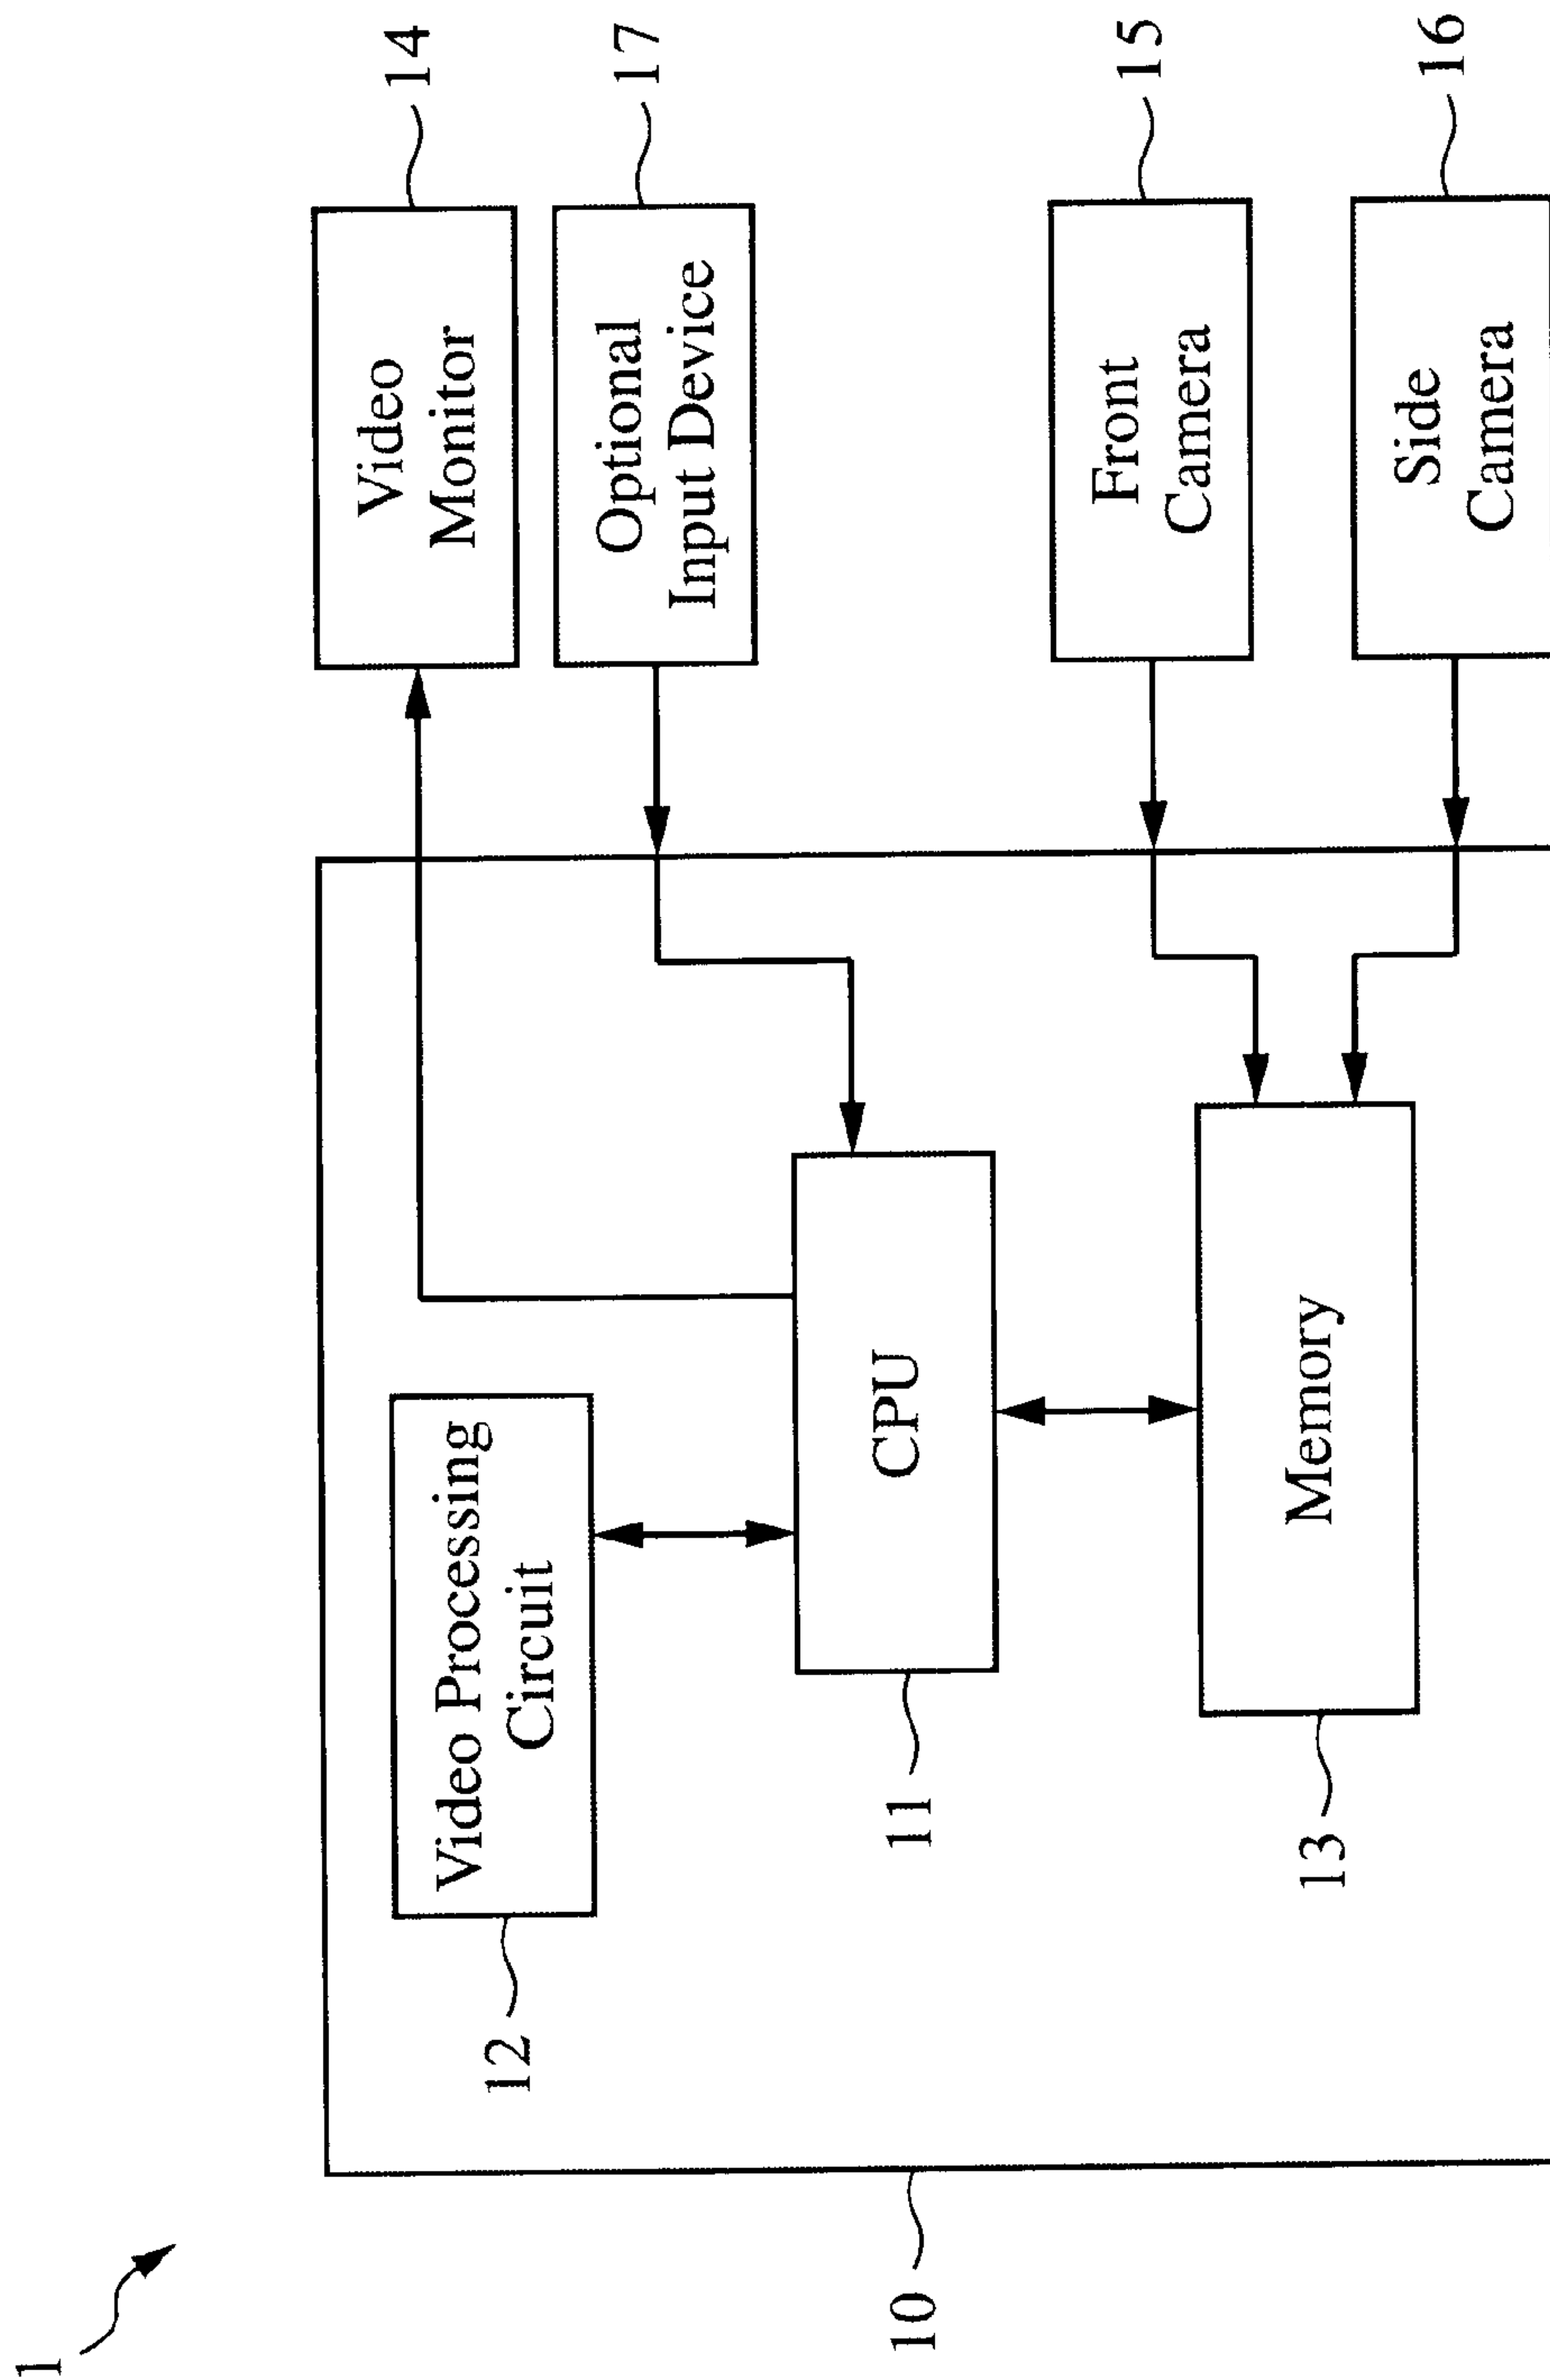 1
10
12
Video Processing
Circuit
11
CPU
13
Memory
14
Video
Monitor
17
Optional
Input Device
15
Front
Camera
16
Side
Camera